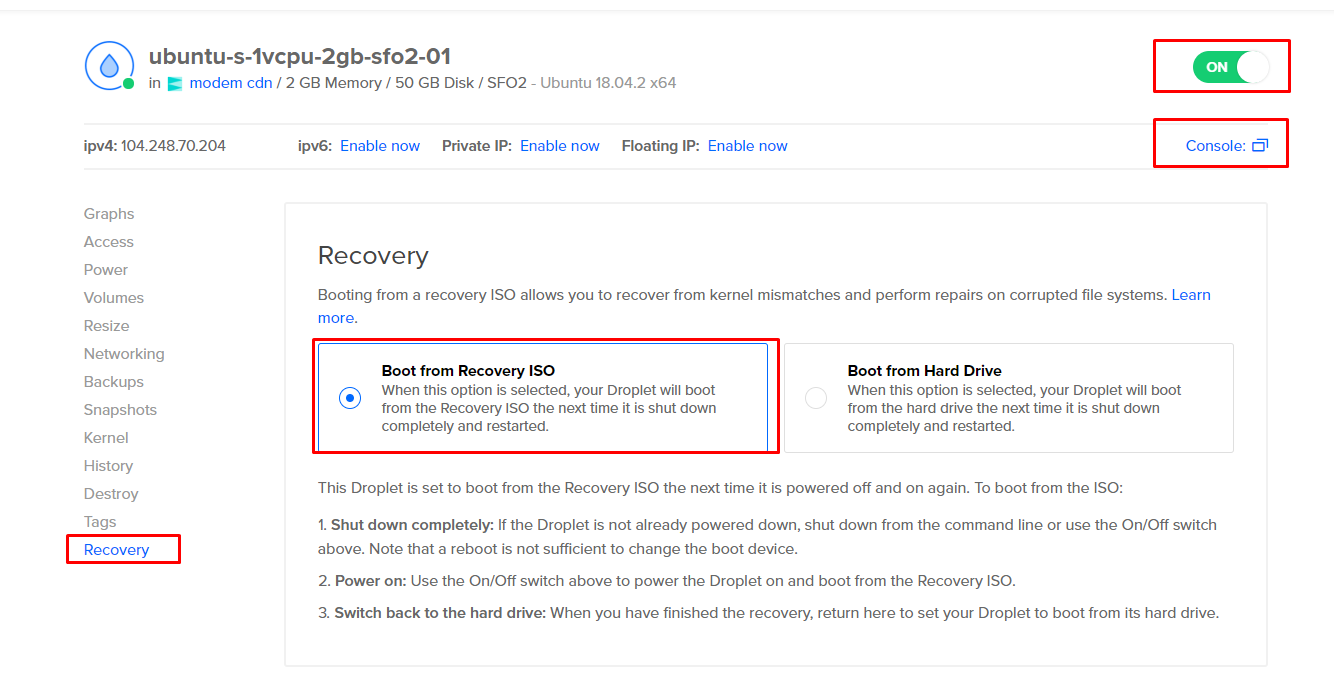 ubuntu-s-1vcpu-2gb-sfo2-01
in modem cdn / 2 GB Memory / 50 GB Disk / SFO2 - Ubuntu 18.04.2 x64
ON
ipv4: 104.248.70.204 ipv6: Enable now Private IP: Enable now Floating IP: Enable now Console:
Graphs
Access
Power
Volumes
Resize
Networking
Backups
Snapshots
Kernel
History
Destroy
Tags
Recovery
Recovery
Booting from a recovery ISO allows you to recover from kernel mismatches and perform repairs on corrupted file systems. Learn
more.
Boot from Recovery ISO
When this option is selected, your Droplet will boot
from the Recovery ISO the next time it is shut down
completely and restarted.
Boot from Hard Drive
When this option is selected, your Droplet will boot
from the hard drive the next time it is shut down
completely and restarted.
This Droplet is set to boot from the Recovery ISO the next time it is powered off and on again. To boot from the ISO:
1. Shut down completely: If the Droplet is not already powered down, shut down from the command line or use the On/Off switch
above. Note that a reboot is not sufficient to change the boot device.
2. Power on: Use the On/Off switch above to power the Droplet on and boot from the Recovery ISO.
3. Switch back to the hard drive: When you have finished the recovery, return here to set your Droplet to boot from its hard drive.